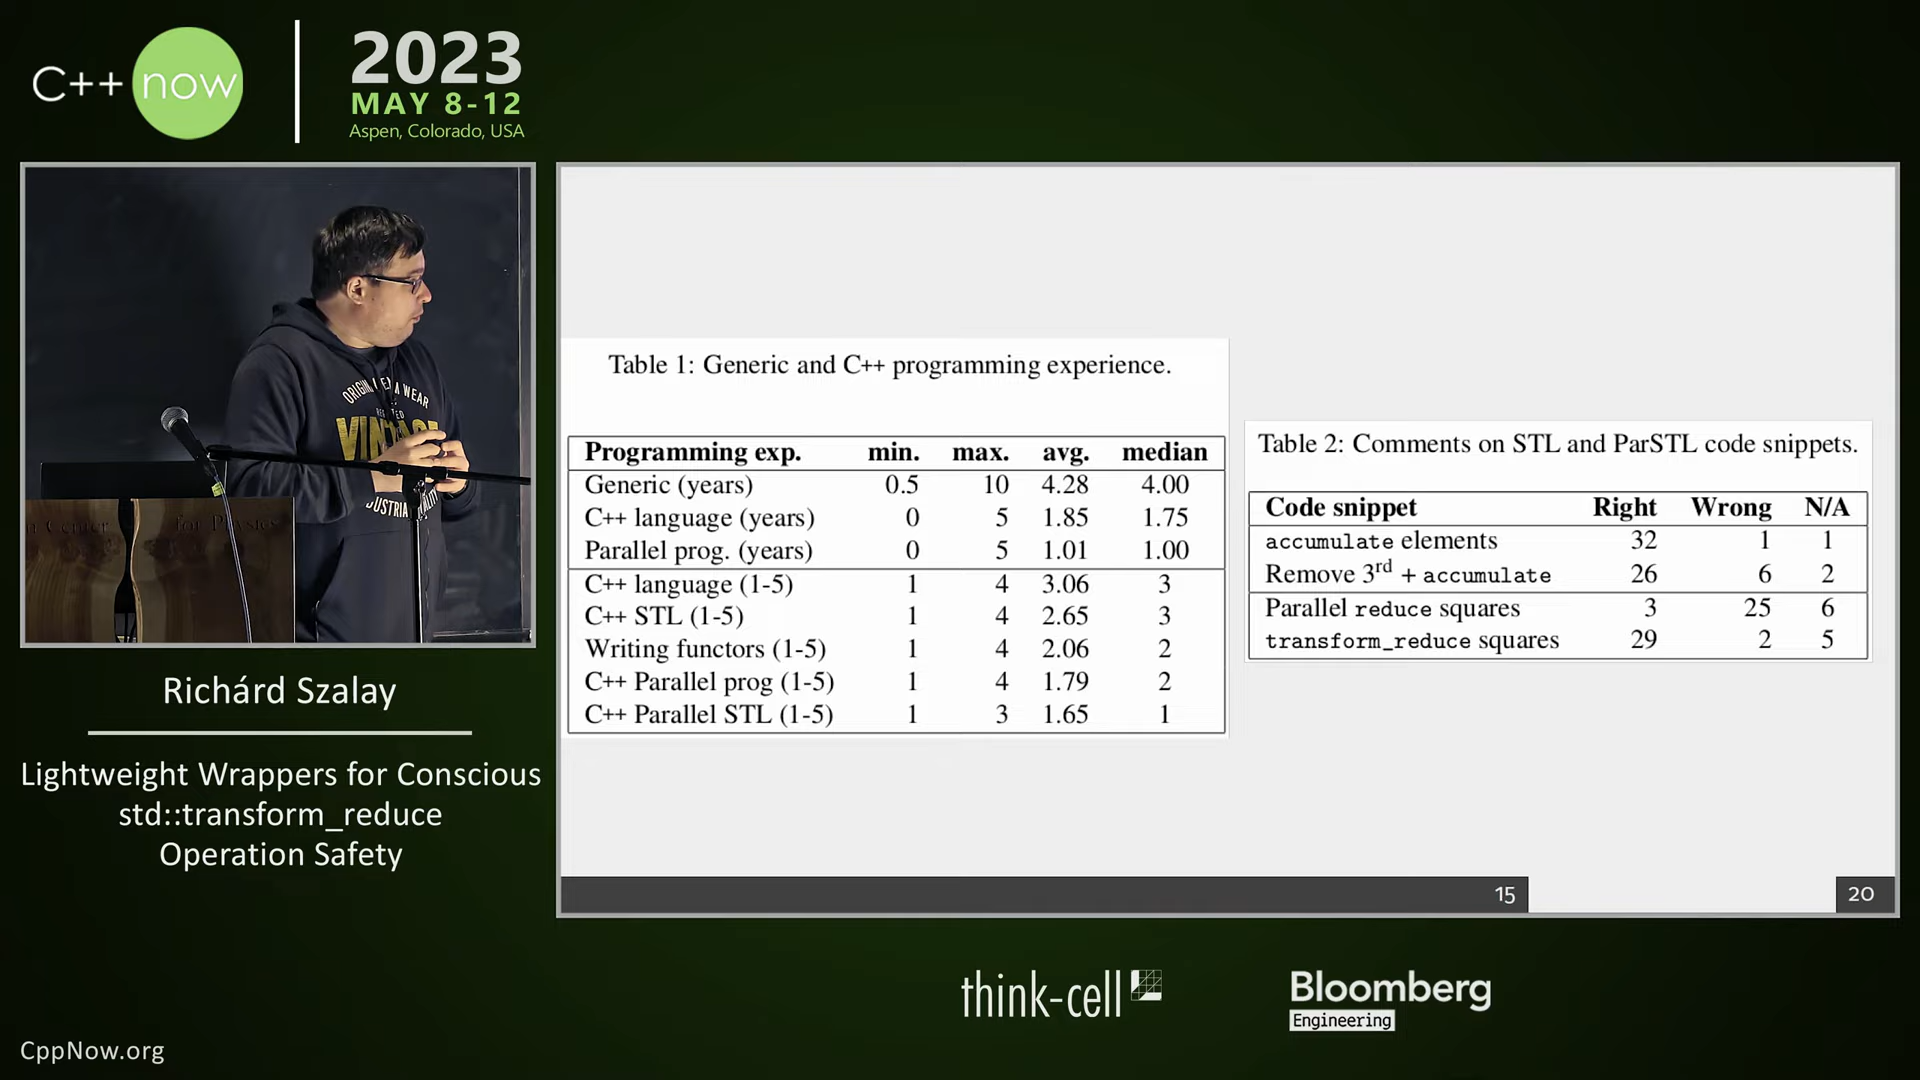 C++ now
2023
MAY 8-12
Aspen, Colorado, USA
ORIGINAL WEAR
VINTAGE
n Center for Physics
Richárd Szalay
Lightweight Wrappers for Conscious
std::transform_reduce
Operation Safety
Table 1: Generic and C++ programming experience.
Programming exp. min. max. avg. median
Generic (years) 0.5 10 4.28 4.00
C++ language (years) 0 5 1.85 1.75
Parallel prog. (years) 0 5 1.01 1.00
C++ language (1-5) 1 4 3.06 3
C++ STL (1-5) 1 4 2.65 3
Writing functors (1-5) 1 4 2.06 2
C++ Parallel prog (1-5) 1 4 1.79 2
C++ Parallel STL (1-5) 1 3 1.65 1
Table 2: Comments on STL and ParSTL code snippets.
Code snippet Right Wrong N/A
accumulate elements 32 1 1
Remove 3rd + accumulate 26 6 2
Parallel reduce squares 3 25 6
transform_reduce squares 29 2 5
15
20
think-cell
Bloomberg
Engineering
CppNow.org